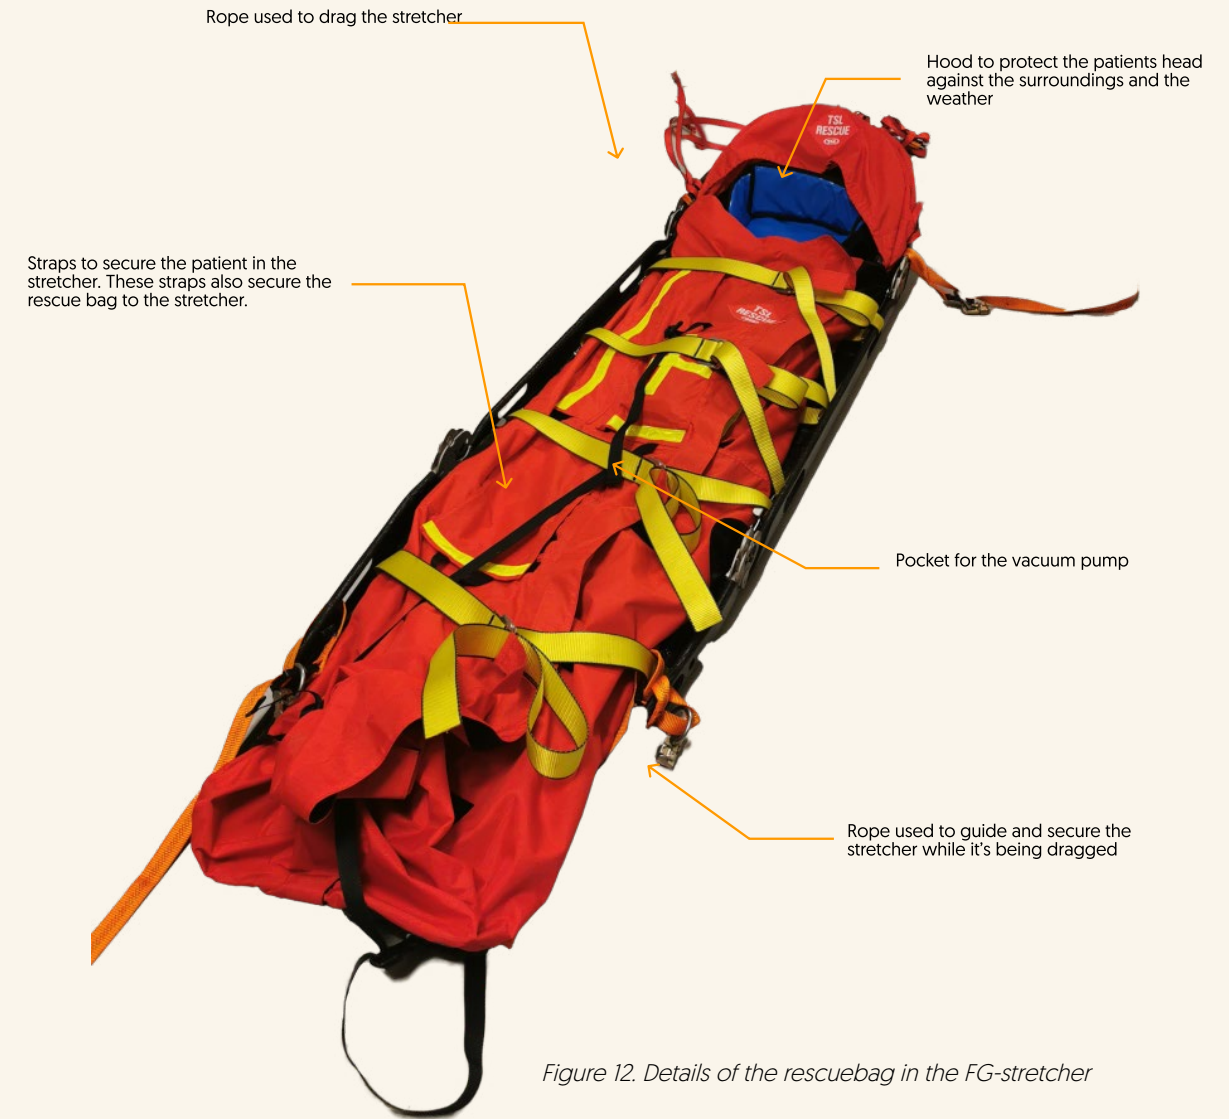 Rope used to drag the stretcher
Hood to protect the patients head
against the surroundings and the
weather
TSL
RESCUE
Straps to secure the patient in the
stretcher. These straps also secure the
rescue bag to the stretcher.
TSL
RESCUE
Pocket for the vacuum pump
Rope used to guide and secure the
stretcher while it's being dragged
Figure 12. Details of the rescuebag in the FG-stretcher